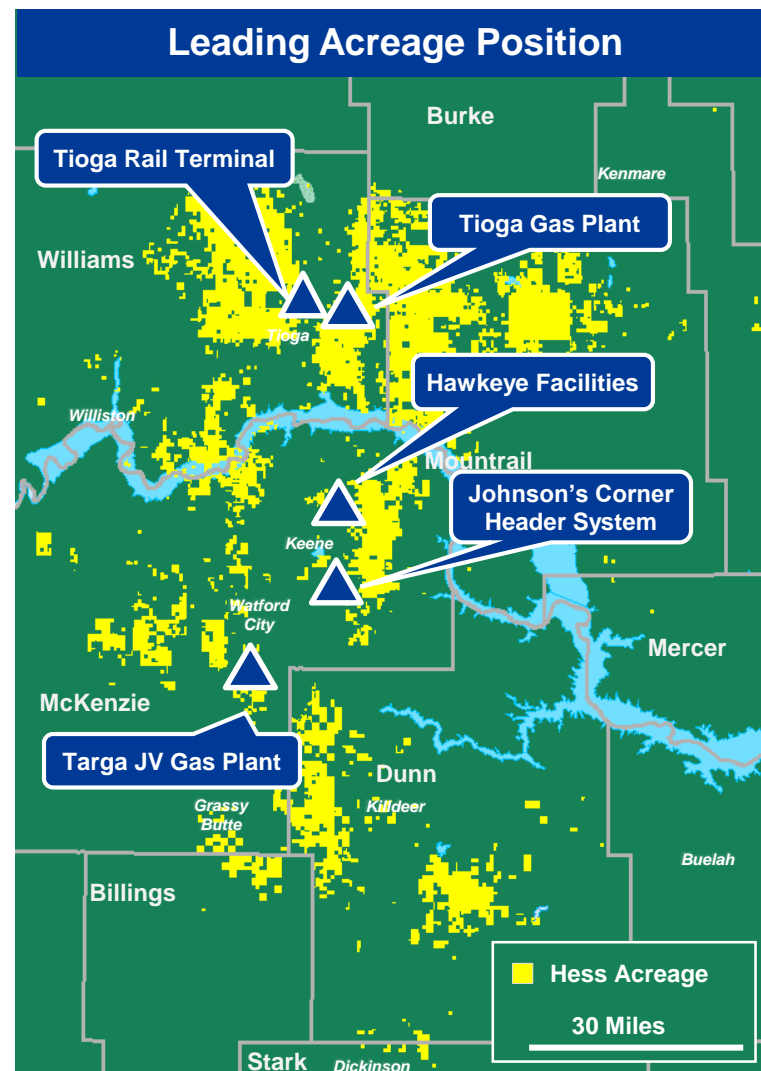 Leading Acreage Position
Burke
Tioga Rail Terminal
Kenmare
Tioga Gas Plant
Williams
Tioga
Hawkeye Facilities
Williston
Mountrail
Johnson's Corner
Header System
Keene
Watford
City
Mercer
McKenzie
Targa JV Gas Plant
Dunn
Grassy
Butte
Killdeer
Buelah
Billings
Hess Acreage
30 Miles
Stark
Dickinson